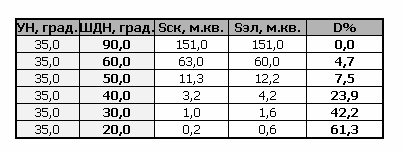 УН, град. ШДН, град. Sск, м.кв. Sэл, м.кв. D%
35,0 90,0 151,0 151,0 0,0
35,0 60,0 63,0 60,0 4,7
35,0 50,0 11,3 12,2 7,5
35,0 40,0 3,2 4,2 23,9
35,0 30,0 1,0 1,6 42,2
35,0 20,0 0,2 0,6 61,3